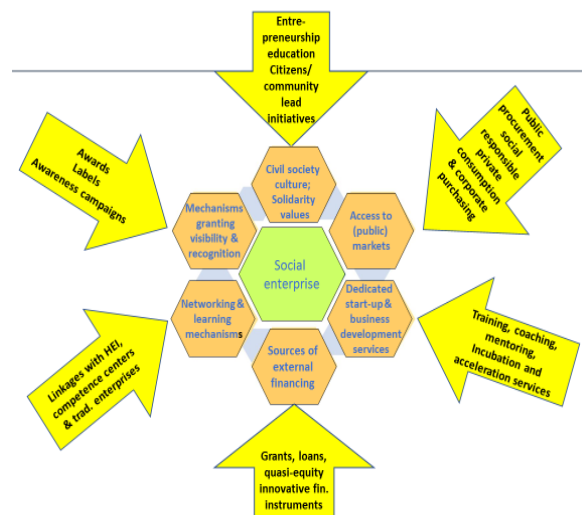 Entre-
preneurship
education
Citizens/
community
lead
initiatives
Public
procurement
social
responsible
private
consumption
& corporate
purchasing
Awards
Labels
Awareness campaigns
Civil society
culture;
Solidarity
values
Mechanisms
granting
visibility &
recognition
Access to
(public)
markets
Social
enterprise
Networking &
learning
mechanisms
Dedicated
start-up &
business
development
services
Sources of
external
financing
Linkages with HEI,
competence centers
& trad. enterprises
Training, coaching,
mentoring,
Incubation and
acceleration services
Grants, loans,
quasi-equity
innovative fin.
instruments